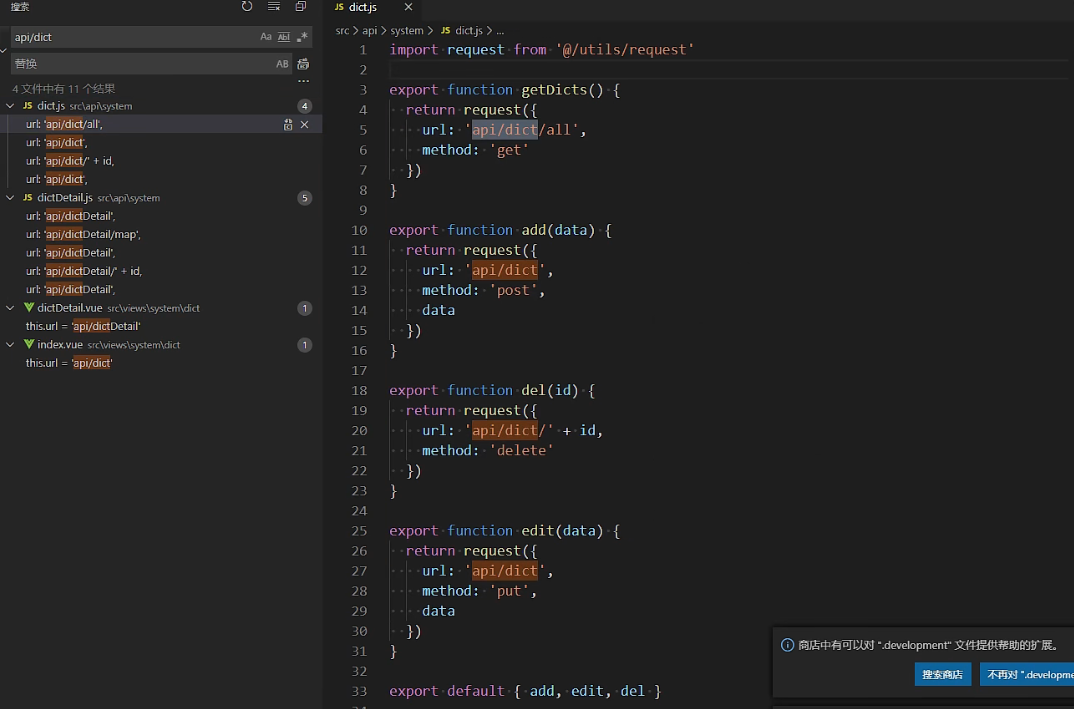 搜索
api/dict
Aa
替换
AB
4 文件中有 11 个结果
JS dict.js src\api\system 4
url: 'api/dict/all',
url: 'api/dict',
url: 'api/dict/' + id,
url: 'api/dict',
JS dictDetail.js src\api\system 5
url: 'api/dictDetail',
url: 'api/dictDetail/map',
url: 'api/dictDetail',
url: 'api/dictDetail/' + id,
url: 'api/dictDetail',
dictDetail.vue src\views\system\dict 1
this.url = 'api/dictDetail'
index.vue src\views\system\dict 1
this.url = 'api/dict'
JS dict.js
src > api > system > JS dict.js > ...
1 import request from '@/utils/request'
2
3 export function getDicts() {
4 return request({
5 url: 'api/dict/all',
6 method: 'get'
7 })
8 }
9
10 export function add(data) {
11 return request({
12 url: 'api/dict',
13 method: 'post',
14 data
15 })
16 }
17
18 export function del(id) {
19 return request({
20 url: 'api/dict/' + id,
21 method: 'delete'
22 })
23 }
24
25 export function edit(data) {
26 return request({
27 url: 'api/dict',
28 method: 'put',
29 data
30 })
31 }
32
33 export default { add, edit, del }
商店中有可以对 ".development" 文件提供帮助的扩展。
搜索商店
不再对 ".developme